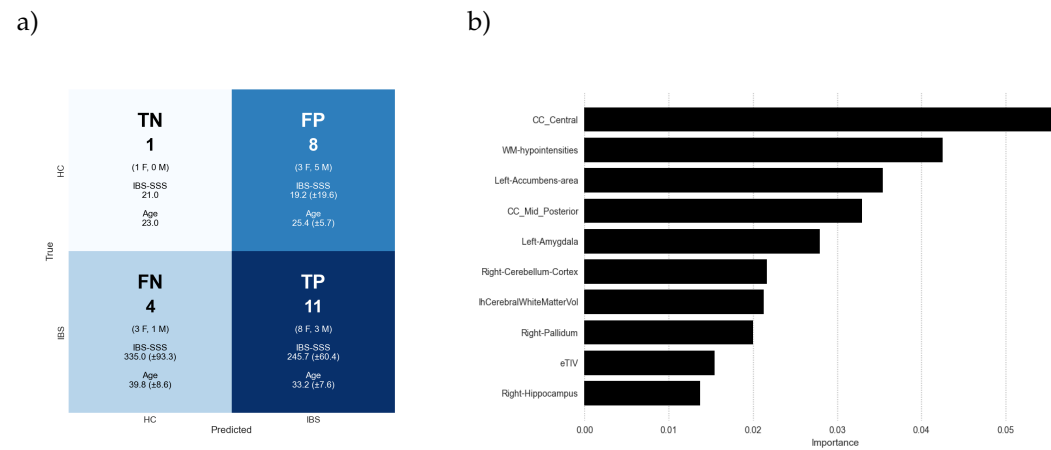 a)
b)
TN
1
(1 F, 0 M)
IBS-SSS
21.0
Age
23.0
FP
8
(3 F, 5 M)
IBS-SSS
19.2 (±19.6)
Age
25.4 (±5.7)
FN
4
(3 F, 1 M)
IBS-SSS
335.0 (±93.3)
Age
39.8 (±8.6)
TP
11
(8 F, 3 M)
IBS-SSS
245.7 (±60.4)
Age
33.2 (±7.6)
HC
True
IBS
HC
IBS
Predicted
CC_Central
WM-hypointensities
Left-Accumbens-area
CC_Mid_Posterior
Left-Amygdala
Right-Cerebellum-Cortex
lhCerebralWhiteMatterVol
Right-Pallidum
eTIV
Right-Hippocampus
0.00 0.01 0.02 0.03 0.04 0.05
Importance